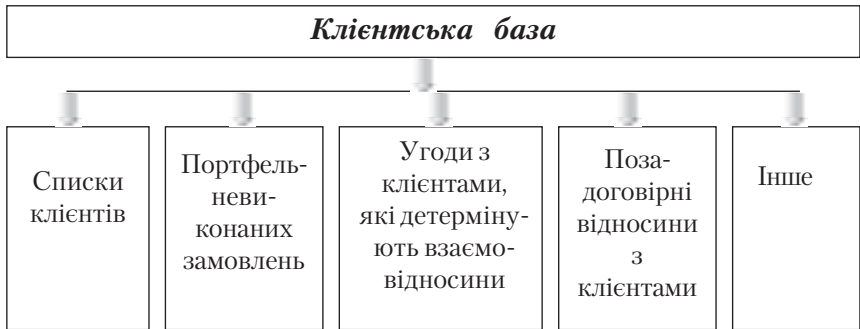 Клієнтська база
Списки
клієнтів
Портфель-
неви-
конаних
замовлень
Угоди з
клієнтами,
які детерміну-
ють взаємо-
відносини
Поза-
договірні
відносини
з
клієнтами
Інше